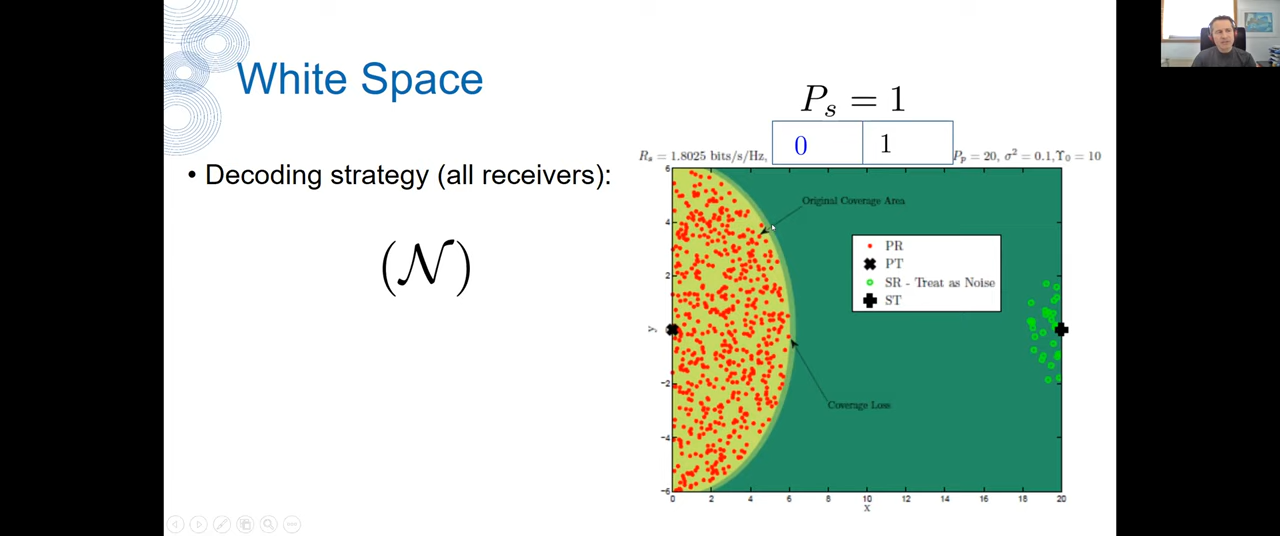 White Space
• Decoding strategy (all receivers):
(𝒩)
P_s = 1
0 1
R_s = 1.8025 bits/s/Hz, P_p = 20, σ² = 0.1, Υ₀ = 10
Original Coverage Area
PR
PT
SR - Treat as Noise
ST
Coverage Loss
6
4
2
0
−2
−4
−6
y
0 2 4 6 8 10 12 14 16 18 20
x